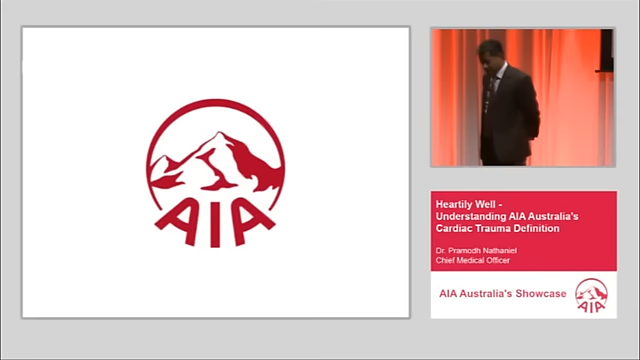 AIA
Heartily Well -
Understanding AIA Australia's
Cardiac Trauma Definition
Dr. Pramodh Nathaniel
Chief Medical Officer
AIA Australia's Showcase
AIA